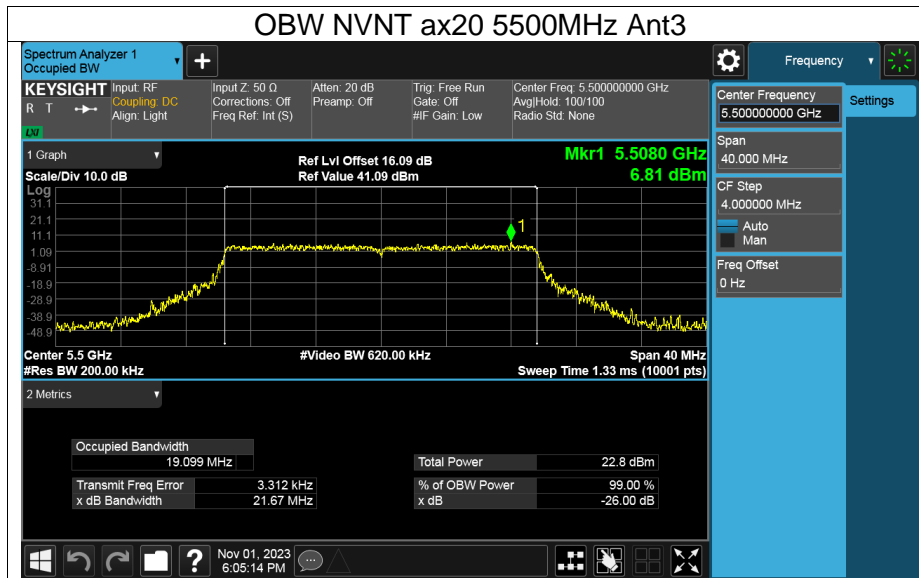 OBW NVNT ax20 5500MHz Ant3
Spectrum Analyzer 1
Occupied BW
+
Frequency
KEYSIGHT
R T
LXI
Input: RF
Coupling: DC
Align: Light
Input Z: 50 Ω
Corrections: Off
Freq Ref: Int (S)
Atten: 20 dB
Preamp: Off
Trig: Free Run
Gate: Off
#IF Gain: Low
Center Freq: 5.500000000 GHz
Avg|Hold: 100/100
Radio Std: None
Center Frequency
5.500000000 GHz
Settings
Span
40.000 MHz
CF Step
4.000000 MHz
Auto
Man
Freq Offset
0 Hz
1 Graph
Scale/Div 10.0 dB
Ref Lvl Offset 16.09 dB
Ref Value 41.09 dBm
Mkr1 5.5080 GHz
6.81 dBm
Log
31.1
21.1
11.1
1.09
-8.91
-18.9
-28.9
-38.9
-48.9
1
Center 5.5 GHz
#Res BW 200.00 kHz
#Video BW 620.00 kHz
Span 40 MHz
Sweep Time 1.33 ms (10001 pts)
2 Metrics
Occupied Bandwidth
19.099 MHz
Transmit Freq Error 3.312 kHz
x dB Bandwidth 21.67 MHz
Total Power 22.8 dBm
% of OBW Power 99.00 %
x dB -26.00 dB
?
Nov 01, 2023
6:05:14 PM